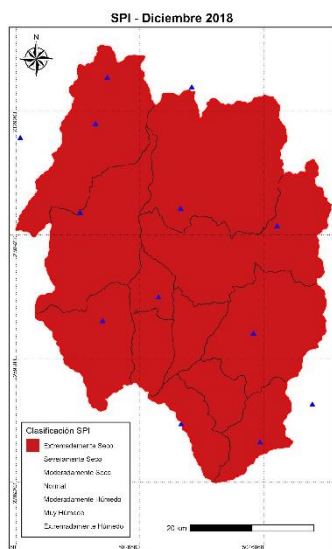 SPI - Diciembre 2018
N
Clasificación SPI
Extremadamente Seco
Severamente Seco
Moderadamente Seco
Normal
Moderadamente Húmedo
Muy Húmedo
Extremadamente Húmedo
20 km